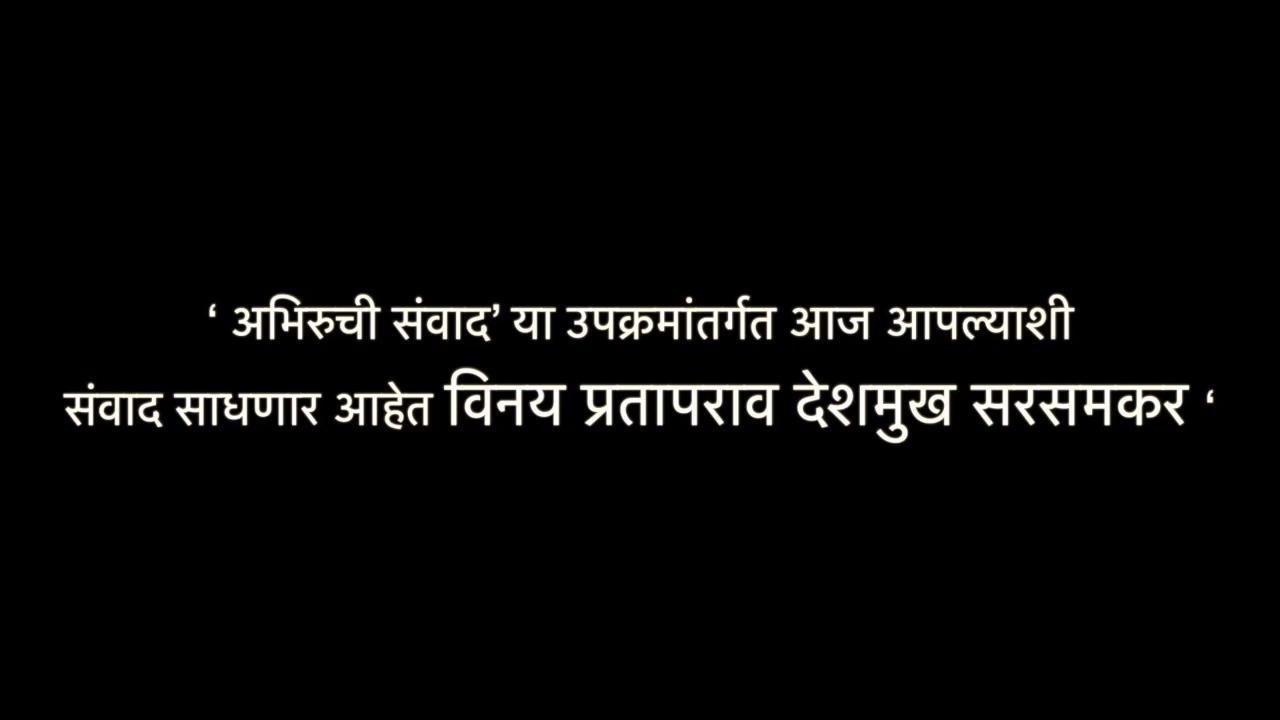 ‘ अभिरुची संवाद’ या उपक्रमांतर्गत आज आपल्याशी
संवाद साधणार आहेत विनय प्रतापराव देशमुख सरसमकर ‘